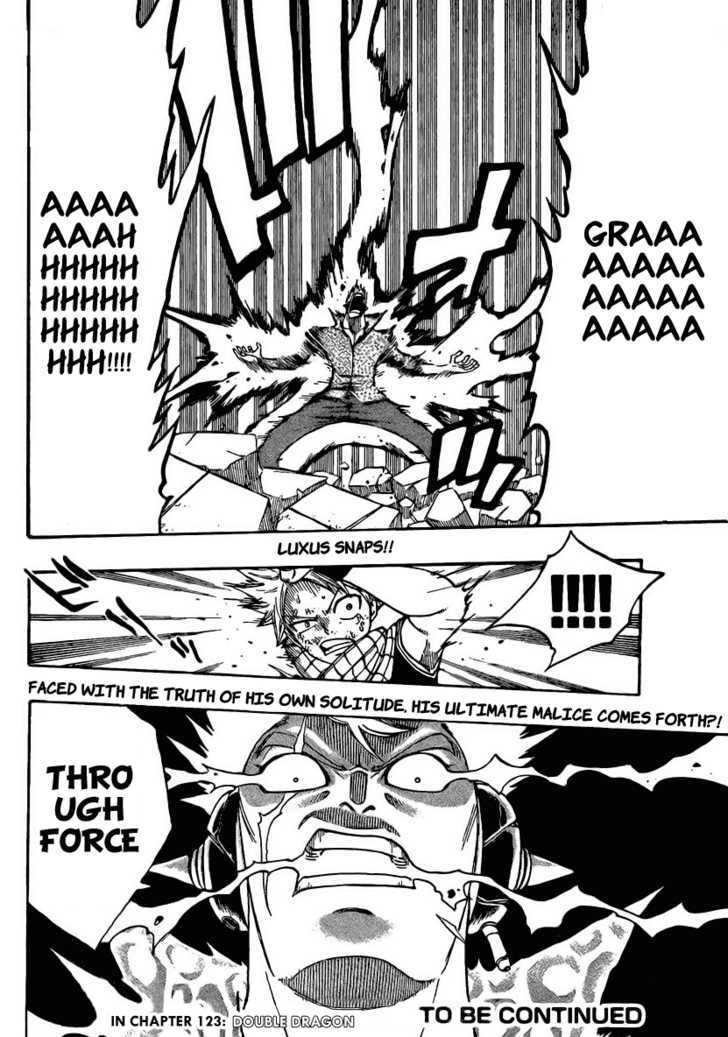 GRAAA
AAAAA
AAAAA
AAAAA
AAAA
AAAH
HHHHH
HHHHH
HHHHH
HHH!!!!
LUXUS SNAPS!!
!!!!
FACED WITH THE TRUTH OF HIS OWN SOLITUDE, HIS ULTIMATE MALICE COMES FORTH?!
THRO
UGH
FORCE
IN CHAPTER 123: DOUBLE DRAGON
TO BE CONTINUED